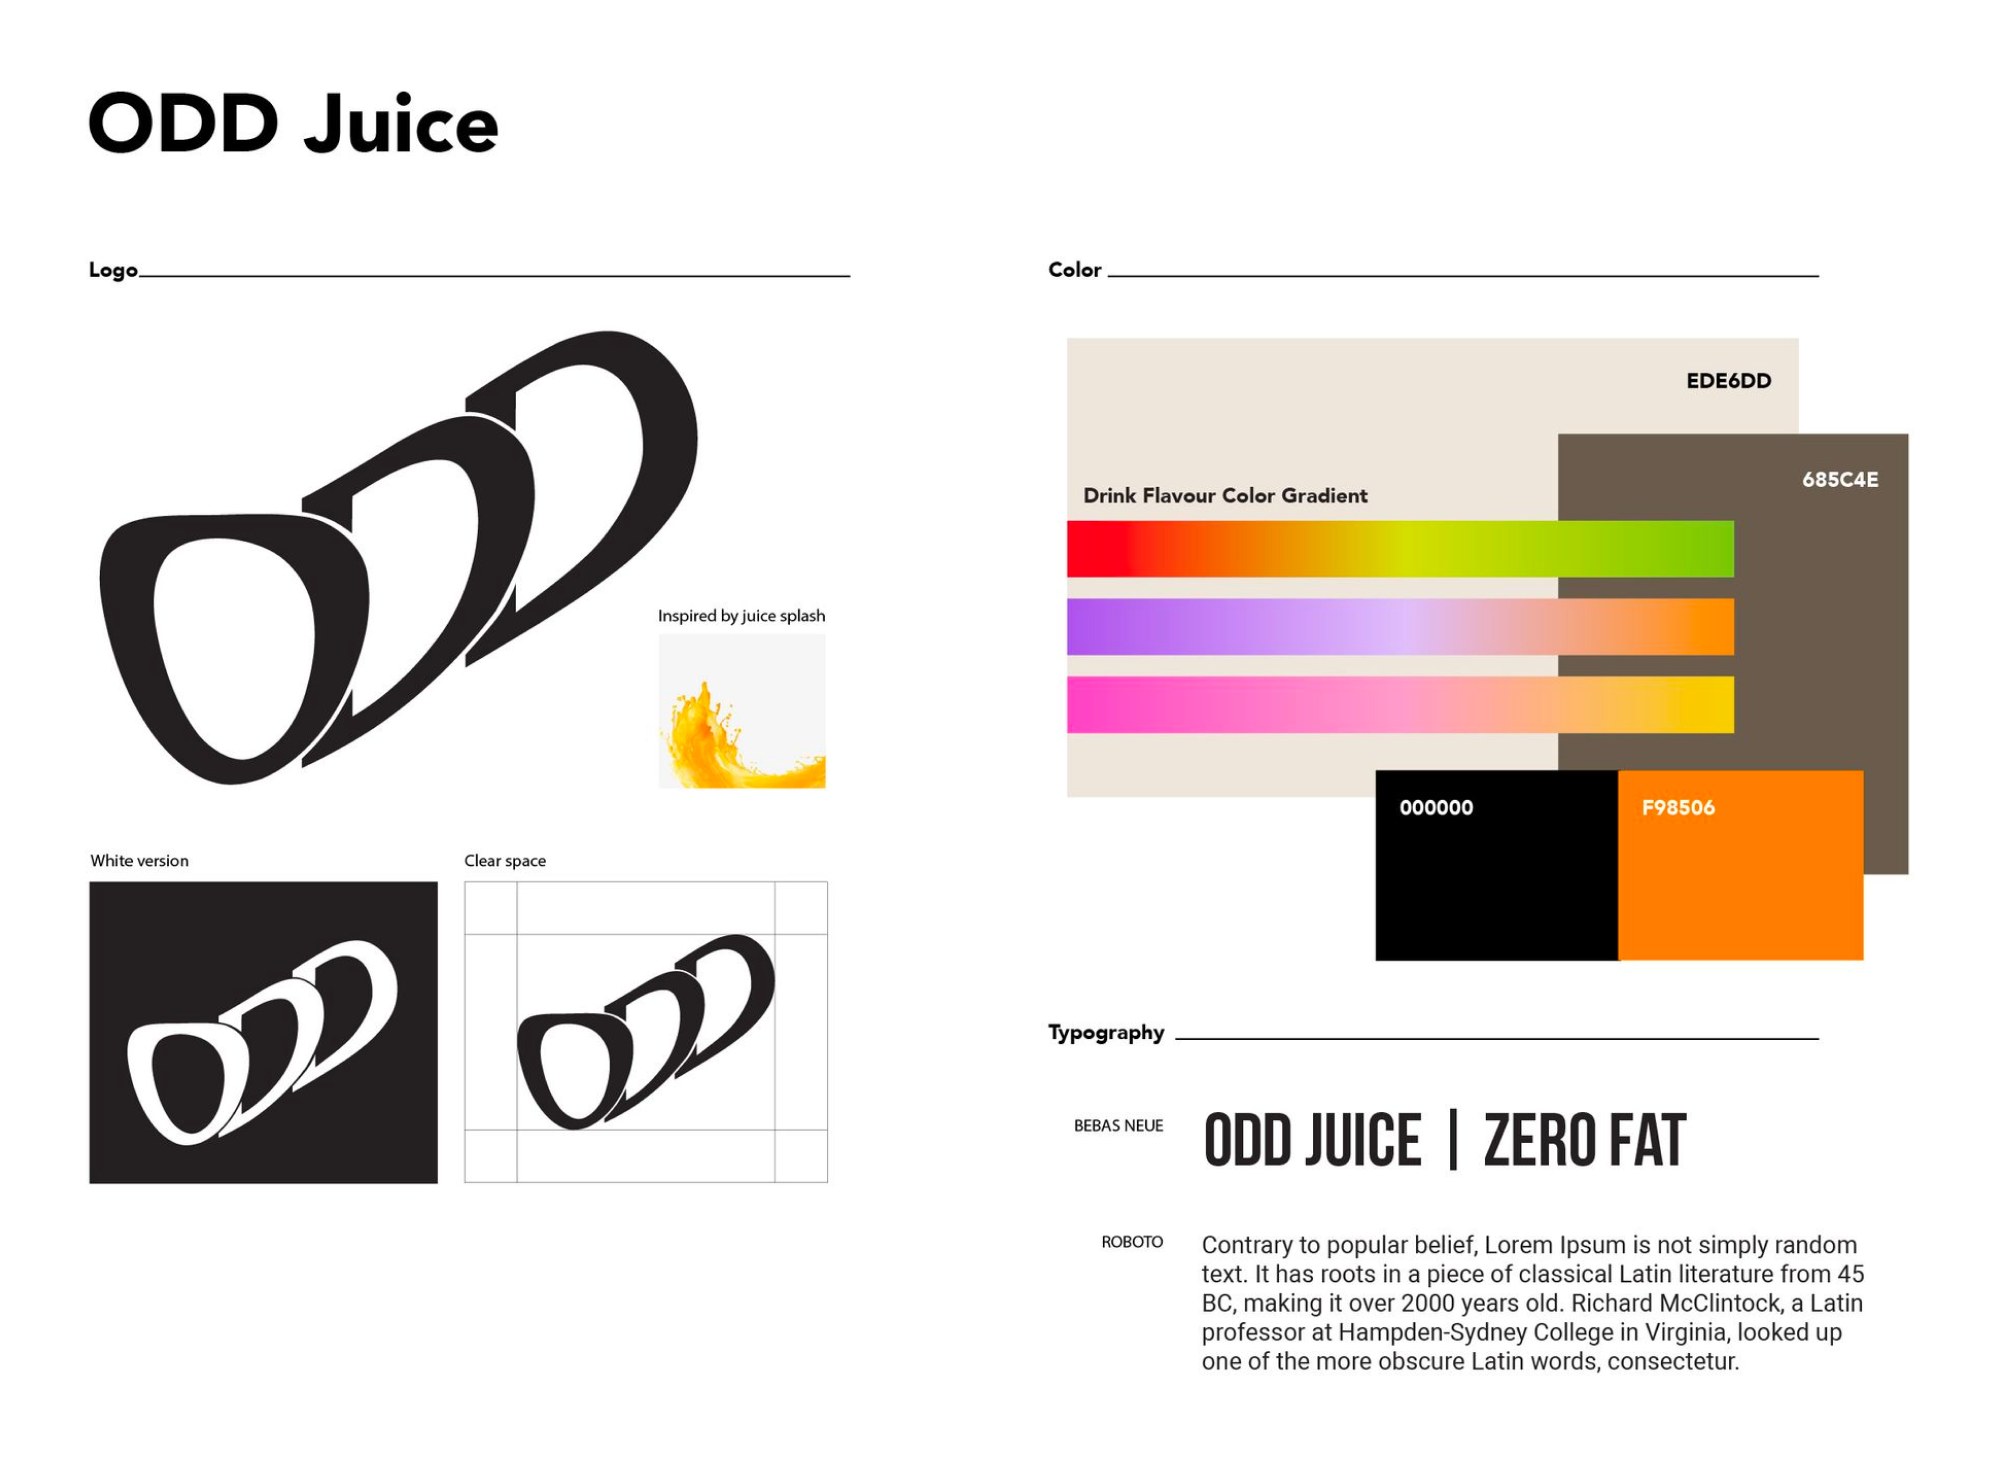 ODD Juice
Logo
ODD
Inspired by juice splash
White version
ODD
Clear space
ODD
Color
EDE6DD
685C4E
Drink Flavour Color Gradient
000000
F98506
Typography
BEBAS NEUE
ODD JUICE | ZERO FAT
ROBOTO
Contrary to popular belief, Lorem Ipsum is not simply random
text. It has roots in a piece of classical Latin literature from 45
BC, making it over 2000 years old. Richard McClintock, a Latin
professor at Hampden-Sydney College in Virginia, looked up
one of the more obscure Latin words, consectetur.